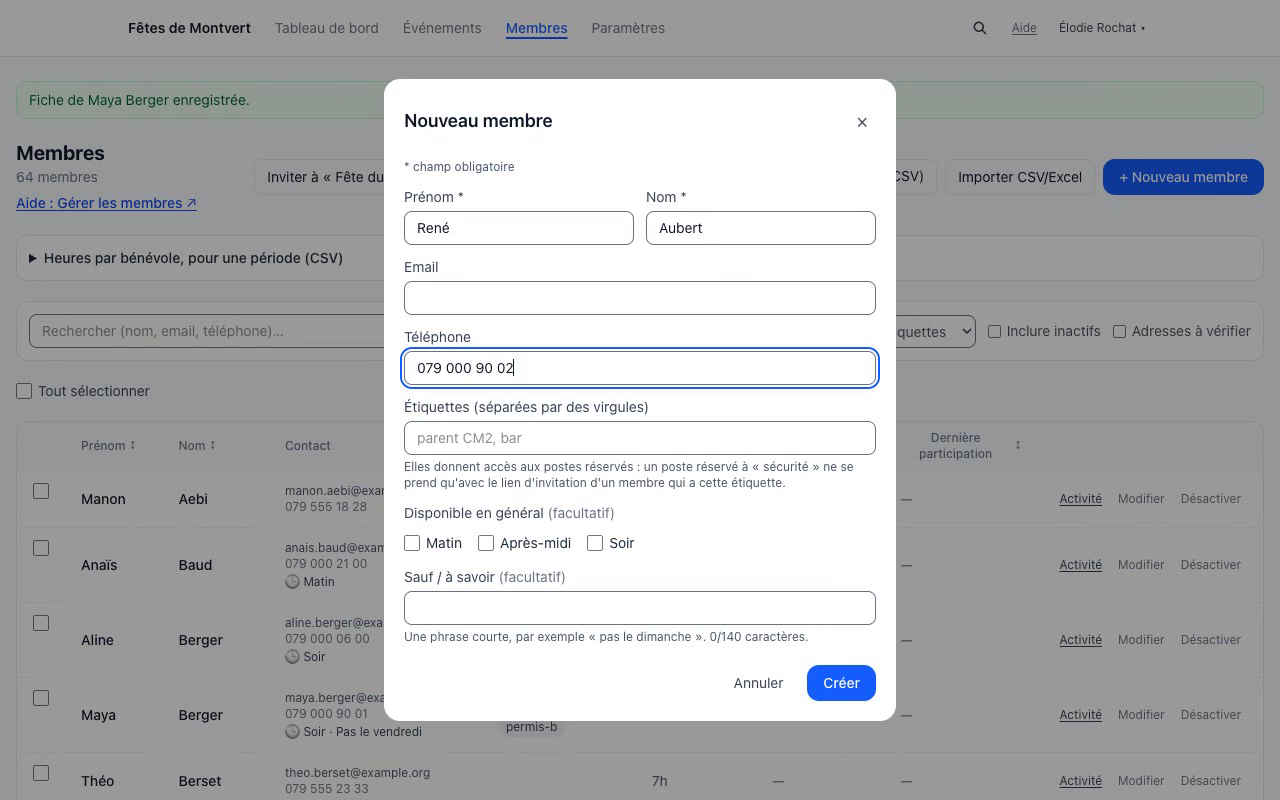 Fêtes de Montvert Tableau de bord Événements Membres Paramètres Aide Élodie Rochat
Fiche de Maya Berger enregistrée.
Membres
64 membres
Aide : Gérer les membres ↗
Inviter à « Fête du
CSV)
Importer CSV/Excel
+ Nouveau membre
Heures par bénévole, pour une période (CSV)
Rechercher (nom, email, téléphone)…
quettes
Inclure inactifs
Adresses à vérifier
Tout sélectionner
Prénom ↕ Nom ↕ Contact Dernière participation ↕
Manon Aebi manon.aebi@exa — Activité Modifier Désactiver
079 555 18 28
Anaïs Baud anais.baud@exam — Activité Modifier Désactiver
079 000 21 00
Matin
Aline Berger aline.berger@exa — Activité Modifier Désactiver
079 000 06 00
Soir
Maya Berger maya.berger@exa — Activité Modifier Désactiver
079 000 90 01
Soir · Pas le vendredi
permis-b
Théo Berset theo.berset@example.org 7h — — Activité Modifier Désactiver
079 555 23 33
Nouveau membre
×
* champ obligatoire
Prénom * Nom *
René Aubert
Email
Téléphone
079 000 90 02
Étiquettes (séparées par des virgules)
parent CM2, bar
Elles donnent accès aux postes réservés : un poste réservé à « sécurité » ne se
prend qu'avec le lien d'invitation d'un membre qui a cette étiquette.
Disponible en général (facultatif)
Matin Après-midi Soir
Sauf / à savoir (facultatif)
Une phrase courte, par exemple « pas le dimanche ». 0/140 caractères.
Annuler Créer